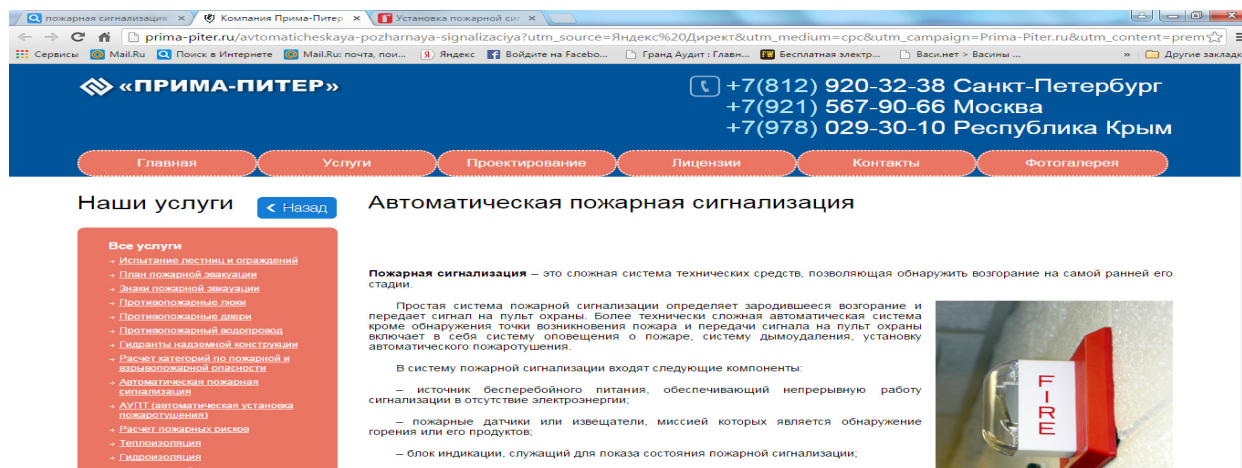 пожарная сигнализация
Компания Прима-Питер
Установка пожарной сиг
prima-piter.ru/avtomaticheskaya-pozharnaya-signalizaciya?utm_source=Яндекс%20Директ&utm_medium=cpc&utm_campaign=Prima-Piter.ru&utm_content=prem
Сервисы Mail.Ru Поиск в Интернете Mail.Ru: почта, пои... Яндекс Войдите на Facebo... Гранд Аудит : Главн... Бесплатная электр... Васи.нет > Васины ... » Другие закладк
«ПРИМА-ПИТЕР»
+7(812) 920-32-38 Санкт-Петербург
+7(921) 567-90-66 Москва
+7(978) 029-30-10 Республика Крым
Главная Услуги Проектирование Лицензии Контакты Фотогалерея
Наши услуги
Назад
Все услуги
→ Испытание лестниц и ограждений
→ План пожарной эвакуации
→ Знаки пожарной эвкауации
→ Противопожарные люки
→ Противопожарные двери
→ Противопожарный водопровод
→ Гидранты надземной конструкции
→ Расчет категорий по пожарной и
взрывопожарной опасности
→ Автоматическая пожарная
сигнализация
→ АУПТ (автоматическая установка
пожаротушения)
→ Расчет пожарных рисков
→ Теплоизоляция
→ Гидроизоляция
Автоматическая пожарная сигнализация
Пожарная сигнализация – это сложная система технических средств, позволяющая обнаружить возгорание на самой ранней его
стадии.
Простая система пожарной сигнализации определяет зародившееся возгорание и
передает сигнал на пульт охраны. Более технически сложная автоматическая система
кроме обнаружения точки возникновения пожара и передачи сигнала на пульт охраны
включает в себя систему оповещения о пожаре, систему дымоудаления, установку
автоматического пожаротушения.
В систему пожарной сигнализации входят следующие компоненты:
– источник бесперебойного питания, обеспечивающий непрерывную работу
сигнализации в отсутствие электроэнергии;
– пожарные датчики или извещатели, миссией которых является обнаружение
горения или его продуктов;
– блок индикации, служащий для показа состояния пожарной сигнализации;
FIRE